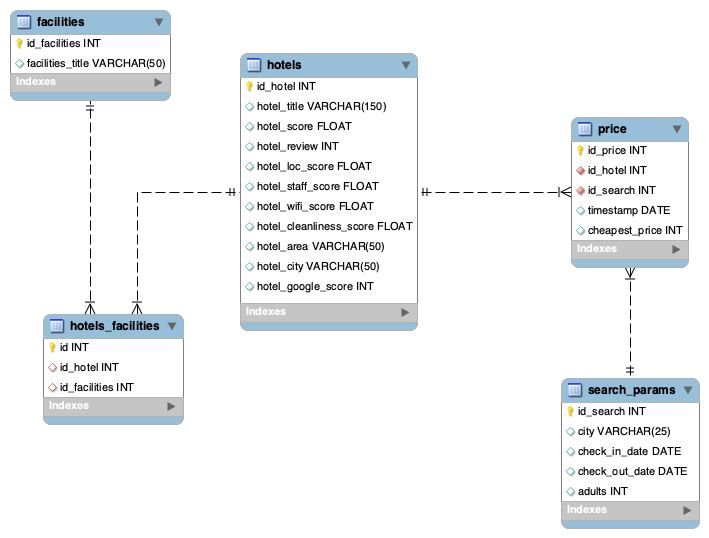 facilities
id_facilities INT
facilities_title VARCHAR(50)
Indexes
hotels
id_hotel INT
hotel_title VARCHAR(150)
hotel_score FLOAT
hotel_review INT
hotel_loc_score FLOAT
hotel_staff_score FLOAT
hotel_wifi_score FLOAT
hotel_cleanliness_score FLOAT
hotel_area VARCHAR(50)
hotel_city VARCHAR(50)
hotel_google_score INT
Indexes
price
id_price INT
id_hotel INT
id_search INT
timestamp DATE
cheapest_price INT
Indexes
hotels_facilities
id INT
id_hotel INT
id_facilities INT
Indexes
search_params
id_search INT
city VARCHAR(25)
check_in_date DATE
check_out_date DATE
adults INT
Indexes